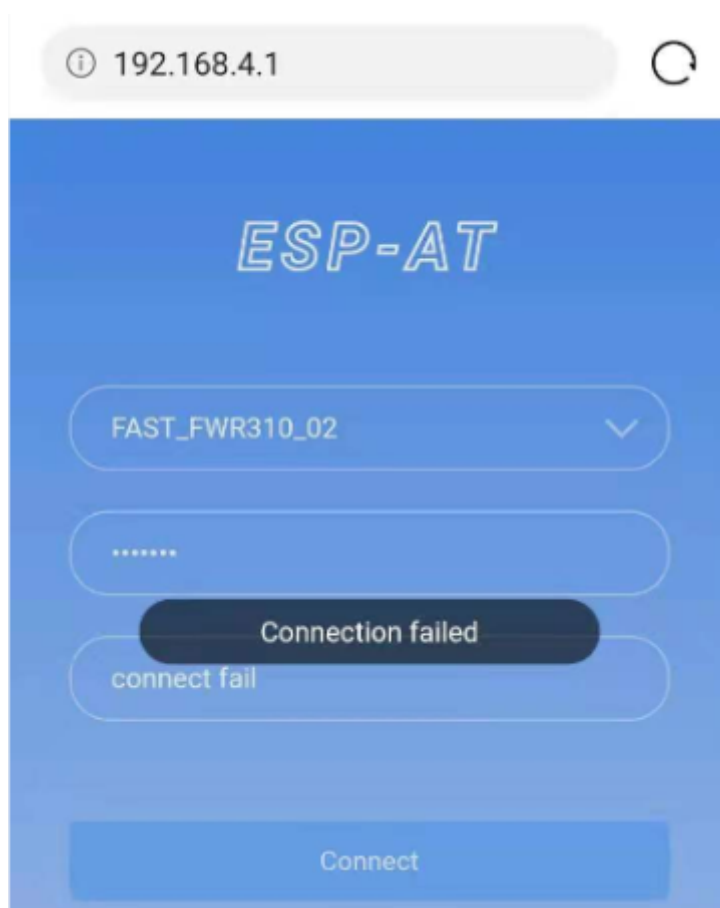 192.168.4.1
ESP-AT
FAST_FWR310_02
•••••••
Connection failed
connect fail
Connect